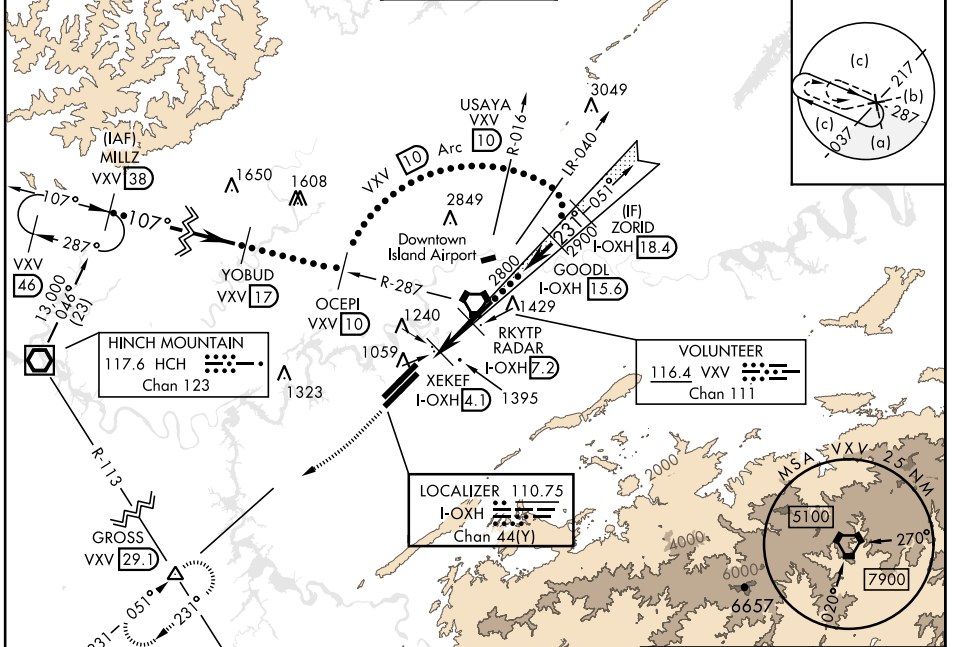 (IAF)
MILLZ
VXV 38
107°
107°
287°
VXV
46
13,000
046°
(23)
1650
1608
YOBUD
VXV 17
OCEPI
VXV 10
R-287
VXV 10 Arc
USAYA
VXV
10
R-016
3049
LR-040
2849
Downtown
Island Airport
051°
231°
2900
2800
(IF)
ZORID
I-OXH 18.4
GOODL
I-OXH 15.6
1429
RKYTP
RADAR
I-OXH 7.2
1240
1059
XEKEF
I-OXH 4.1
1395
1323
HINCH MOUNTAIN
117.6 HCH
Chan 123
VOLUNTEER
116.4 VXV
Chan 111
LOCALIZER 110.75
I-OXH
Chan 44(Y)
R-113
GROSS
VXV 29.1
051°
231°
231
2000
4000
6000
6657
MSA VXV 25 NM
5100
270°
7900
020°
(c)
217
(b)
287
(c)
037
(a)